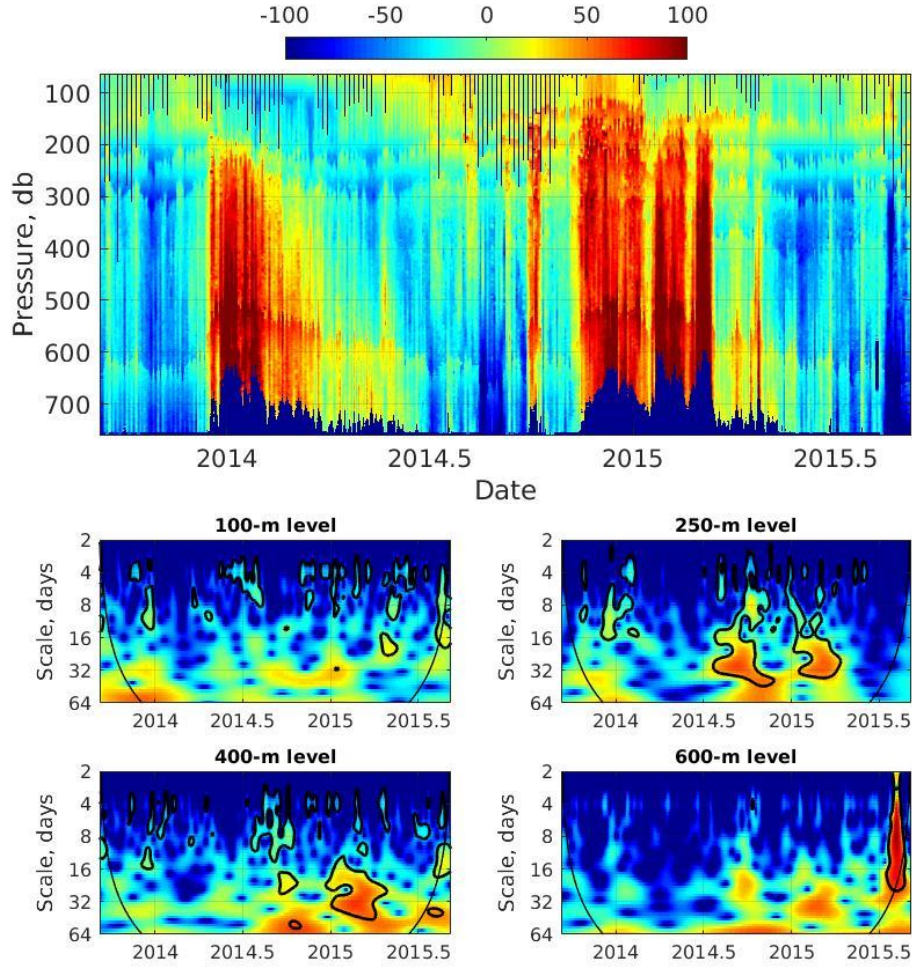 -100 -50 0 50 100
Pressure, db
100
200
300
400
500
600
700
2014 2014.5 2015 2015.5
Date
100-m level
Scale, days
2
4
8
16
32
64
2014 2014.5 2015 2015.5
250-m level
Scale, days
2
4
8
16
32
64
2014 2014.5 2015 2015.5
400-m level
Scale, days
2
4
8
16
32
64
2014 2014.5 2015 2015.5
600-m level
Scale, days
2
4
8
16
32
64
2014 2014.5 2015 2015.5